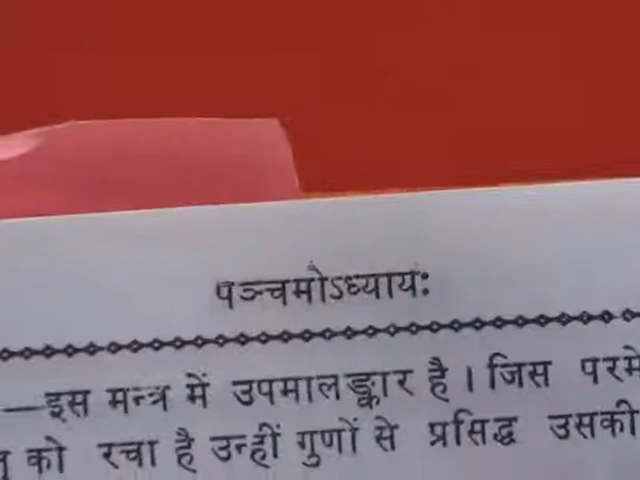 पञ्चमोऽध्यायः
—इस मन्त्र में उपमालङ्कार है । जिस
को रचा है उन्हीं गुणों से प्रसिद्ध उसकी